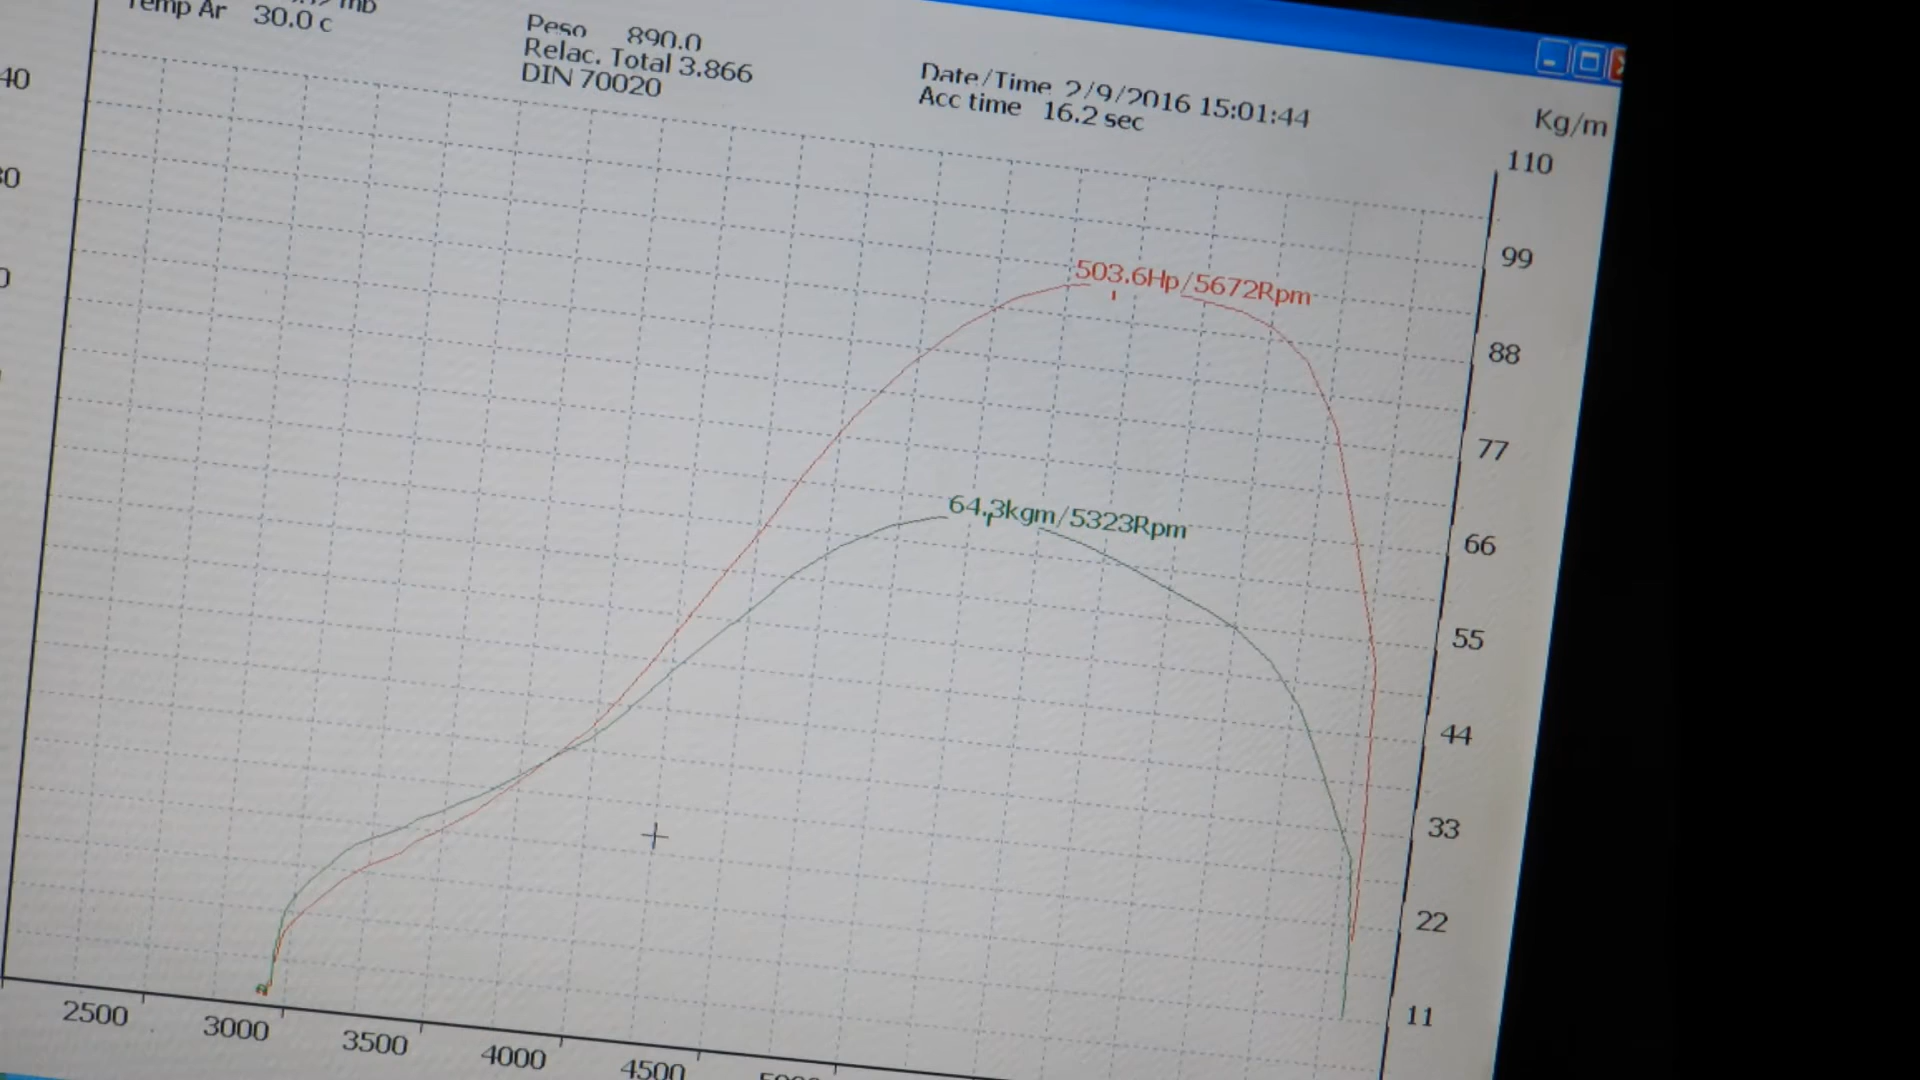 Temp Ar 30.0 c
Peso 890.0
Relac. Total 3.866
DIN 70020
Date/Time 2/9/2016 15:01:44
Acc time 16.2 sec
Kg/m
110
99
88
77
66
55
44
33
22
11
503.6Hp/5672Rpm
64.3kgm/5323Rpm
2500
3000
3500
4000
4500